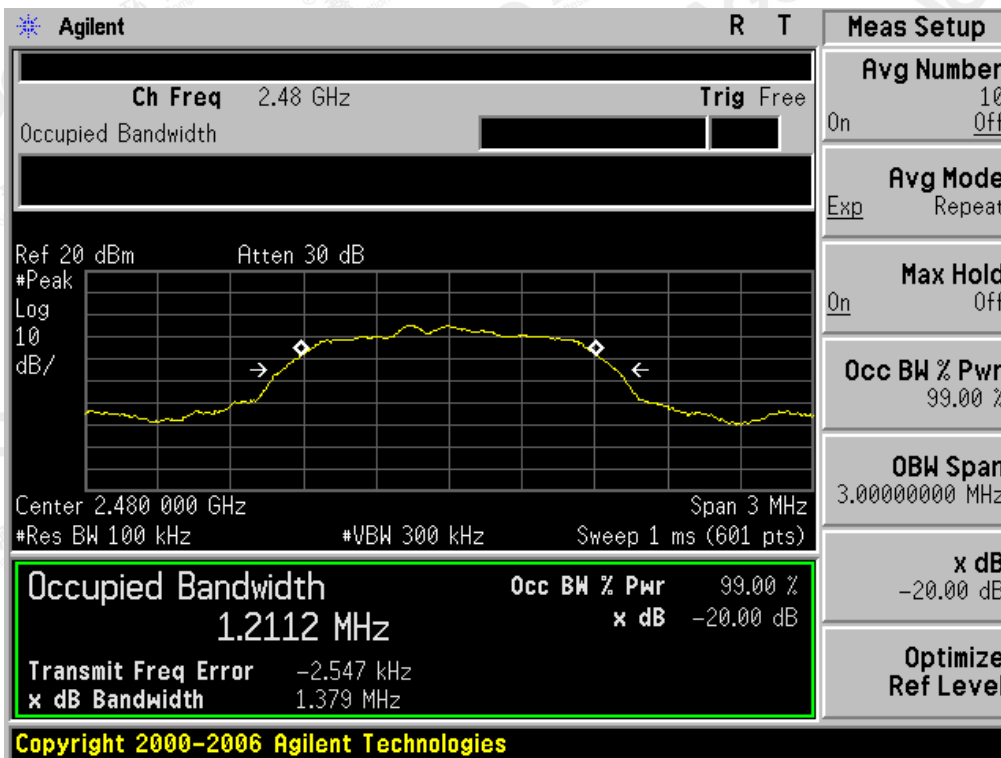 Agilent R T
Ch Freq 2.48 GHz Trig Free
Occupied Bandwidth
Ref 20 dBm Atten 30 dB
#Peak
Log
10
dB/
Center 2.480 000 GHz Span 3 MHz
#Res BW 100 kHz #VBW 300 kHz Sweep 1 ms (601 pts)
Occupied Bandwidth Occ BW % Pwr 99.00 %
1.2112 MHz x dB -20.00 dB
Transmit Freq Error -2.547 kHz
x dB Bandwidth 1.379 MHz
Copyright 2000-2006 Agilent Technologies
Meas Setup
Avg Number
10
On Off
Avg Mode
Exp Repeat
Max Hold
On Off
Occ BW % Pwr
99.00 %
OBW Span
3.00000000 MHz
x dB
-20.00 dB
Optimize
Ref Level